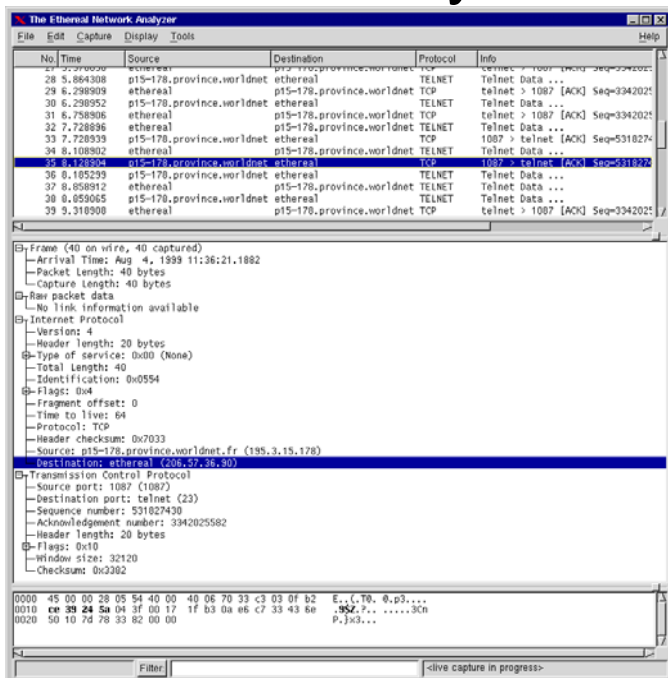 The Ethereal Network Analyzer
File Edit Capture Display Tools Help
No. Time Source Destination Protocol Info
28 5.864308 p15-178.province.worldnet ethereal TELNET Telnet Data ...
29 6.298909 ethereal p15-178.province.worldnet TCP telnet > 1087 [ACK] Seq=3342025
30 6.298952 p15-178.province.worldnet ethereal TELNET Telnet Data ...
31 6.758906 ethereal p15-178.province.worldnet TCP telnet > 1087 [ACK] Seq=3342025
32 7.728896 ethereal p15-178.province.worldnet TELNET Telnet Data ...
33 7.728939 p15-178.province.worldnet ethereal TCP 1087 > telnet [ACK] Seq=5318274
34 8.108902 ethereal p15-178.province.worldnet TELNET Telnet Data ...
35 8.128904 p15-178.province.worldnet ethereal TCP 1087 > telnet [ACK] Seq=5318274
36 8.185299 p15-178.province.worldnet ethereal TELNET Telnet Data ...
37 8.858912 ethereal p15-178.province.worldnet TELNET Telnet Data ...
38 8.859065 p15-178.province.worldnet ethereal TELNET Telnet Data ...
39 9.318908 ethereal p15-178.province.worldnet TCP telnet > 1087 [ACK] Seq=3342025
Frame (40 on wire, 40 captured)
Arrival Time: Aug 4, 1999 11:36:21.1882
Packet Length: 40 bytes
Capture Length: 40 bytes
Raw packet data
No link information available
Internet Protocol
Version: 4
Header length: 20 bytes
Type of service: 0x00 (None)
Total Length: 40
Identification: 0x0554
Flags: 0x4
Fragment offset: 0
Time to live: 64
Protocol: TCP
Header checksum: 0x7033
Source: p15-178.province.worldnet.fr (195.3.15.178)
Destination: ethereal (206.57.36.90)
Transmission Control Protocol
Source port: 1087 (1087)
Destination port: telnet (23)
Sequence number: 531827430
Acknowledgement number: 3342025582
Header length: 20 bytes
Flags: 0x10
Window size: 32120
Checksum: 0x3382
0000 45 00 00 28 05 54 40 00 40 06 70 33 c3 03 0f b2 E..(.T@. @.p3....
0010 ce 39 24 5a 04 3f 00 17 1f b3 0a e6 c7 33 43 6e .9$Z.?.. .....3Cn
0020 50 10 7d 78 33 82 00 00 P.}x3...
Filter: <live capture in progress>